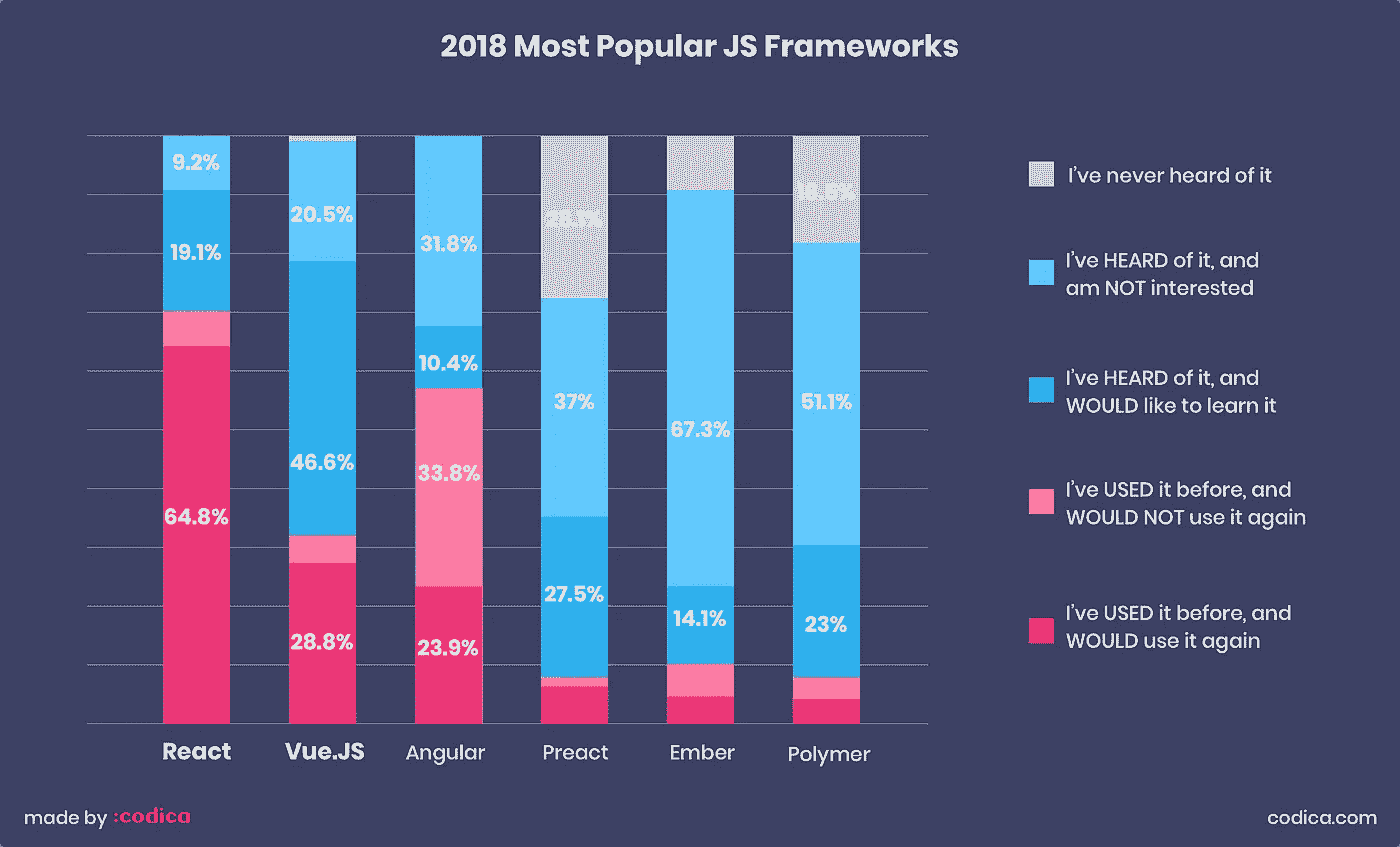 2018 Most Popular JS Frameworks
9.2%
19.1%
64.8%
20.5%
46.6%
28.8%
31.8%
10.4%
33.8%
23.9%
37%
27.5%
67.3%
14.1%
51.1%
23%
React
Vue.JS
Angular
Preact
Ember
Polymer
I've never heard of it
I've HEARD of it, and
am NOT interested
I've HEARD of it, and
WOULD like to learn it
I've USED it before, and
WOULD NOT use it again
I've USED it before, and
WOULD use it again
made by :codica
codica.com